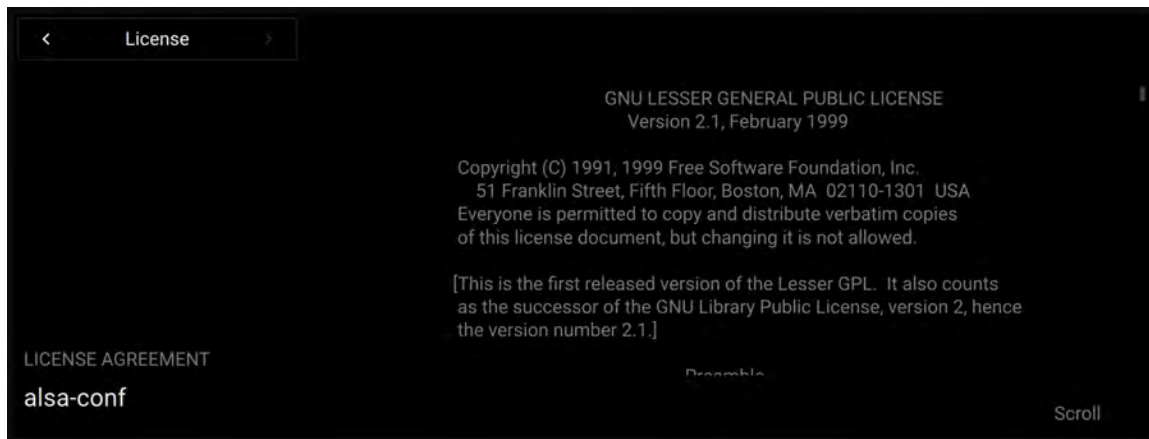 License
GNU LESSER GENERAL PUBLIC LICENSE
Version 2.1, February 1999
Copyright (C) 1991, 1999 Free Software Foundation, Inc.
51 Franklin Street, Fifth Floor, Boston, MA  02110-1301  USA
Everyone is permitted to copy and distribute verbatim copies
of this license document, but changing it is not allowed.
[This is the first released version of the Lesser GPL.  It also counts
as the successor of the GNU Library Public License, version 2, hence
the version number 2.1.]
Preamble
LICENSE AGREEMENT
alsa-conf
Scroll